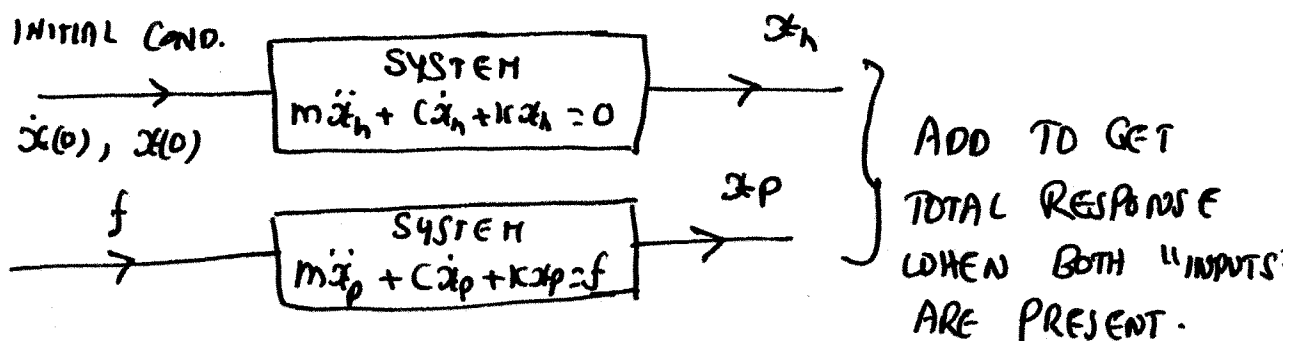 INITIAL COND.
ẋ(0), x(0)
SYSTEM
mẍₕ + Cẋₕ + kxₕ = 0
xₕ
f
SYSTEM
mẍₚ + Cẋₚ + kxₚ = f
xₚ
ADD TO GET
TOTAL RESPONSE
WHEN BOTH "INPUTS"
ARE PRESENT.